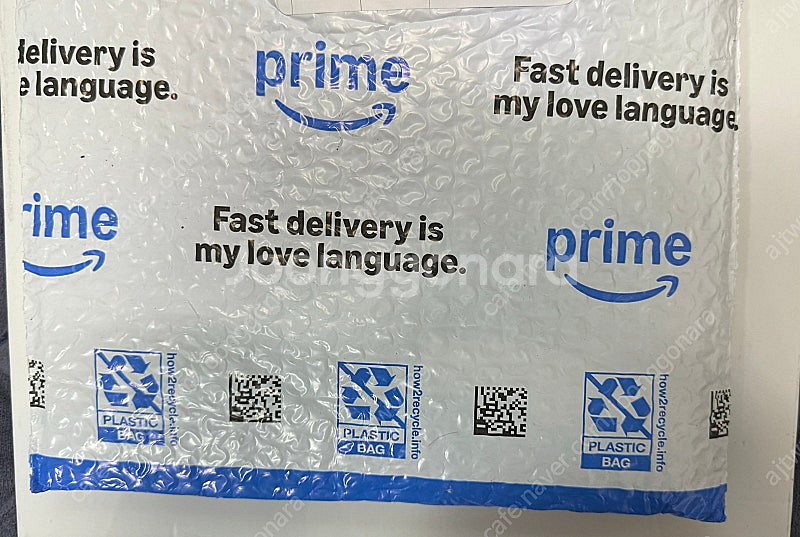 delivery is
e language.
prime
Fast delivery is
my love language.
rime
Fast delivery is
my love language.
prime
joonggonara
PLASTIC
BAG
how2recycle.info
PLASTIC
BAG
how2recycle.info
PLASTIC
BAG
how2recycle.info